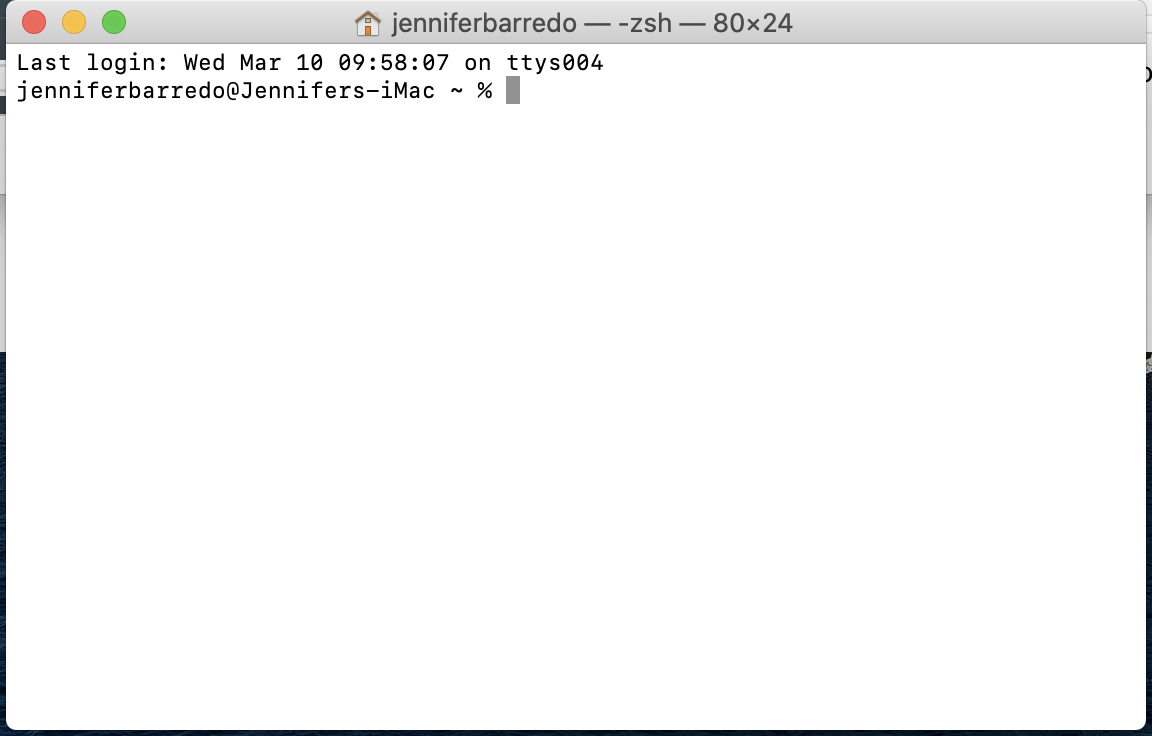 jenniferbarredo — -zsh — 80×24
Last login: Wed Mar 10 09:58:07 on ttys004
jenniferbarredo@Jennifers-iMac ~ %